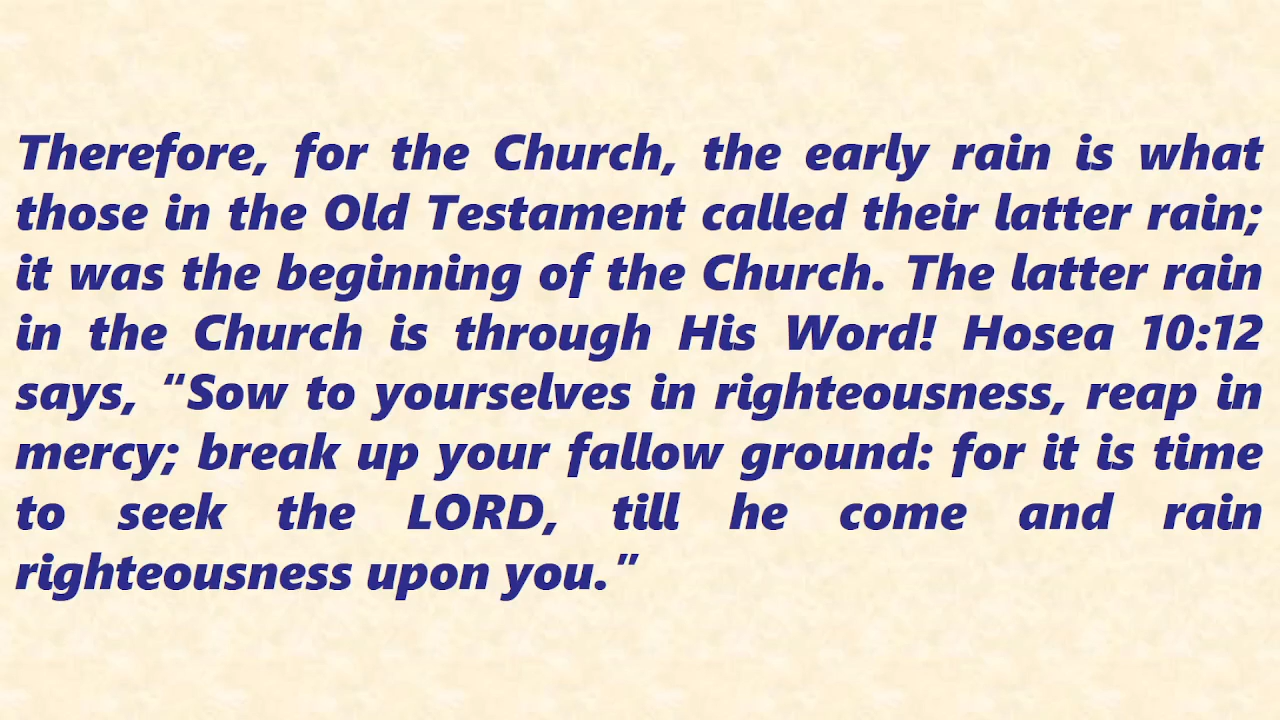 Therefore, for the Church, the early rain is what
those in the Old Testament called their latter rain;
it was the beginning of the Church. The latter rain
in the Church is through His Word! Hosea 10:12
says, “Sow to yourselves in righteousness, reap in
mercy; break up your fallow ground: for it is time
to seek the LORD, till he come and rain
righteousness upon you.”